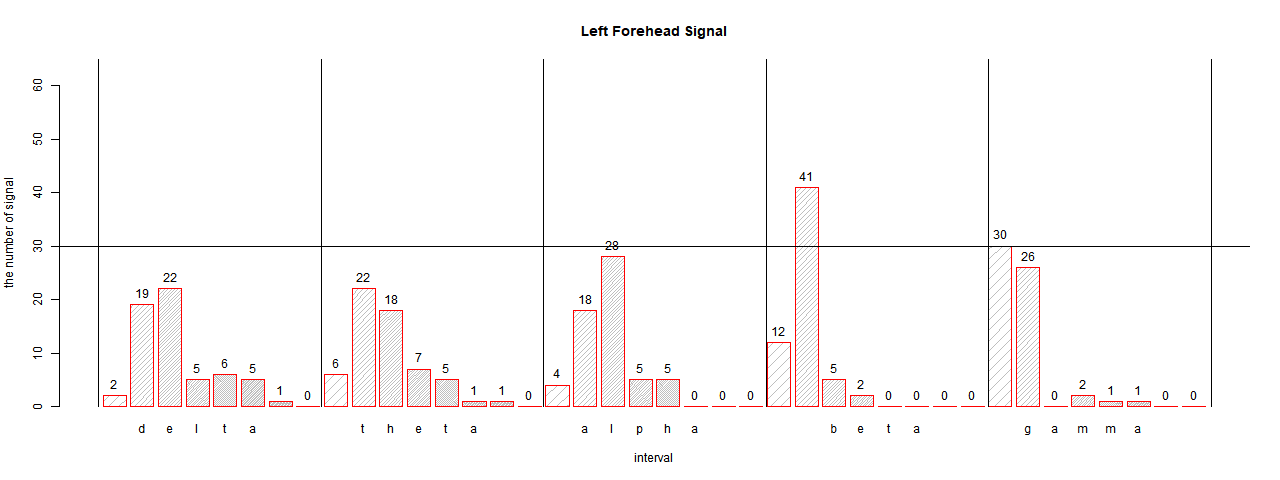 Left Forehead Signal
the number of signal
60
50
40
30
20
10
0
2 19 22 5 6 5 1 0
6 22 18 7 5 1 1 0
4 18 28 5 5 0 0 0
12 41 5 2 0 0 0 0
30 26 0 2 1 1 0 0
d e l t a t h e t a a l p h a b e t a g a m m a
interval